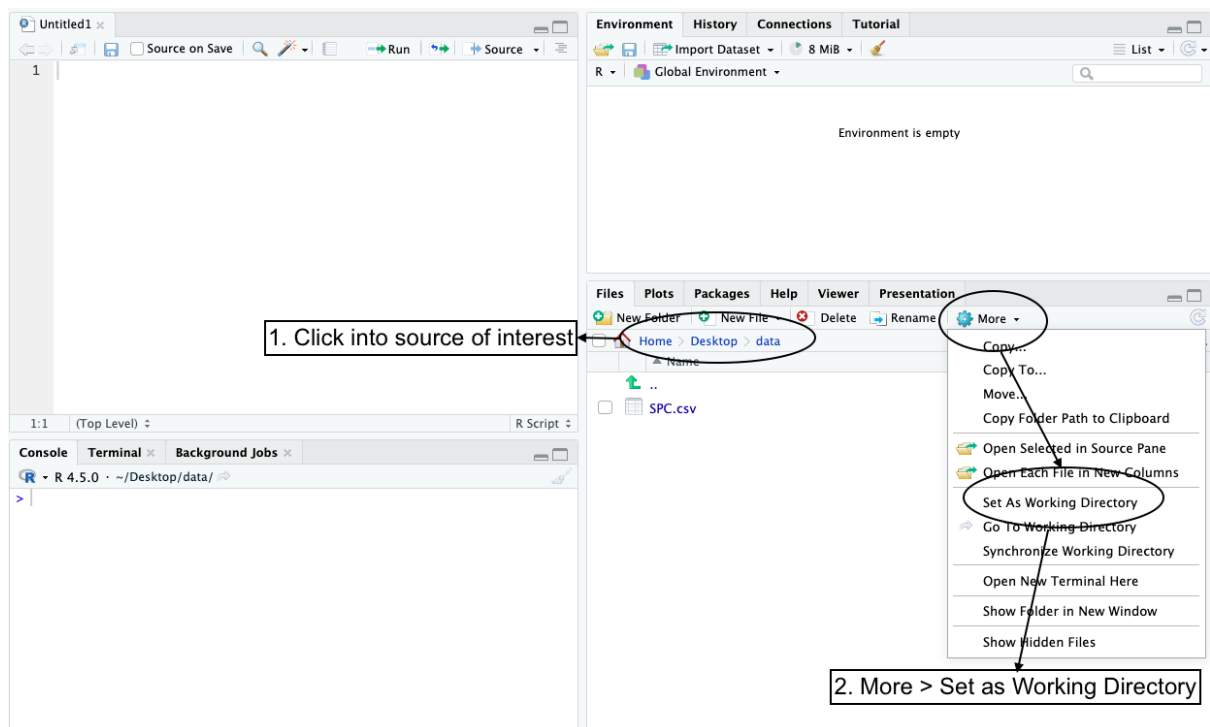 Untitled1
Source on Save
Run
Source
1
1:1 (Top Level)
R Script
Console Terminal Background Jobs
R 4.5.0 · ~/Desktop/data/
>
Environment History Connections Tutorial
Import Dataset
8 MiB
List
R
Global Environment
Environment is empty
Files Plots Packages Help Viewer Presentation
New Folder New File Delete Rename More
Home > Desktop > data
Name
..
SPC.csv
Copy...
Copy To...
Move...
Copy Folder Path to Clipboard
Open Selected in Source Pane
Open Each File in New Columns
Set As Working Directory
Go To Working Directory
Synchronize Working Directory
Open New Terminal Here
Show Folder in New Window
Show Hidden Files
1. Click into source of interest
2. More > Set as Working Directory